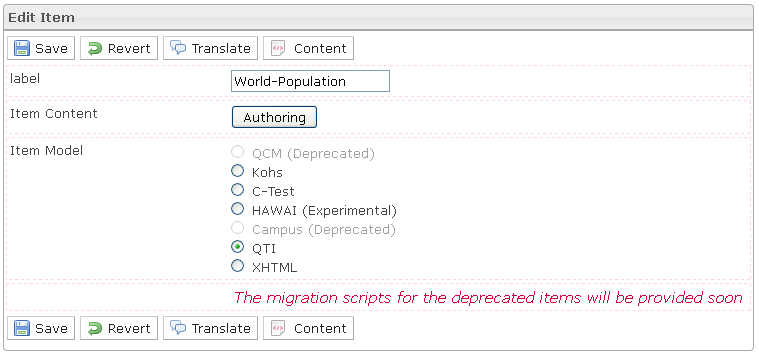 Edit Item
Save Revert Translate Content
label World-Population
Item Content Authoring
Item Model QCM (Deprecated)
Kohs
C-Test
HAWAI (Experimental)
Campus (Deprecated)
QTI
XHTML
The migration scripts for the deprecated items will be provided soon
Save Revert Translate Content